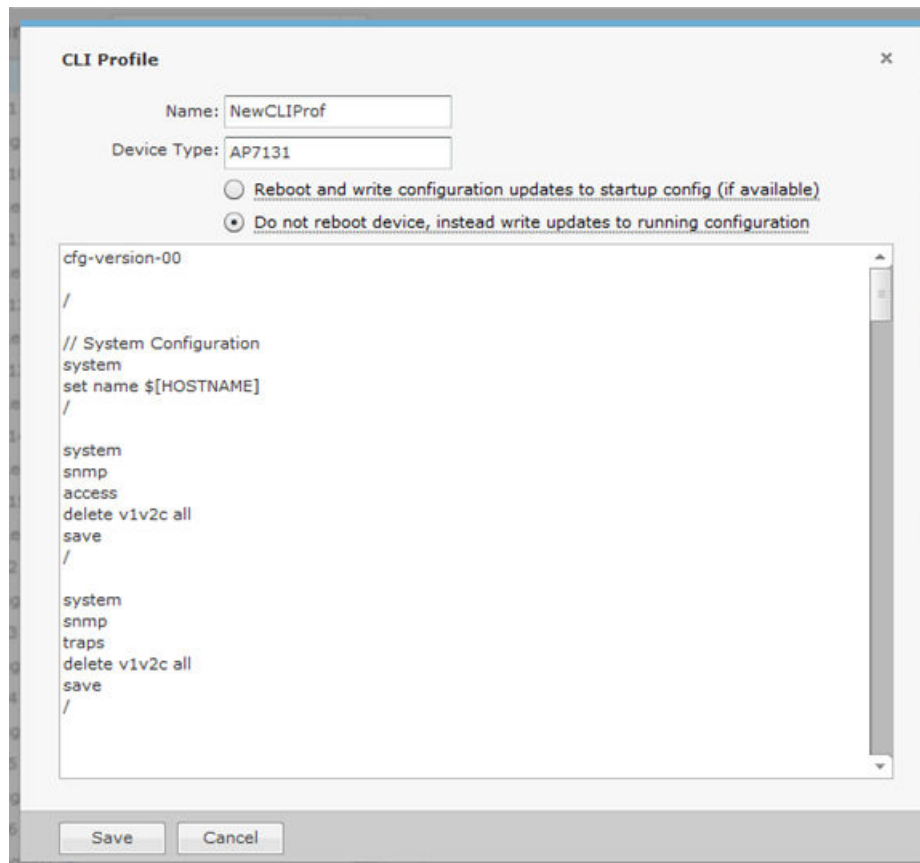 CLI Profile
×
Name: NewCLIProf
Device Type: AP7131
Reboot and write configuration updates to startup config (if available)
Do not reboot device, instead write updates to running configuration
cfg-version-00
/
// System Configuration
system
set name $[HOSTNAME]
/
system
snmp
access
delete v1v2c all
save
/
system
snmp
traps
delete v1v2c all
save
/
Save
Cancel